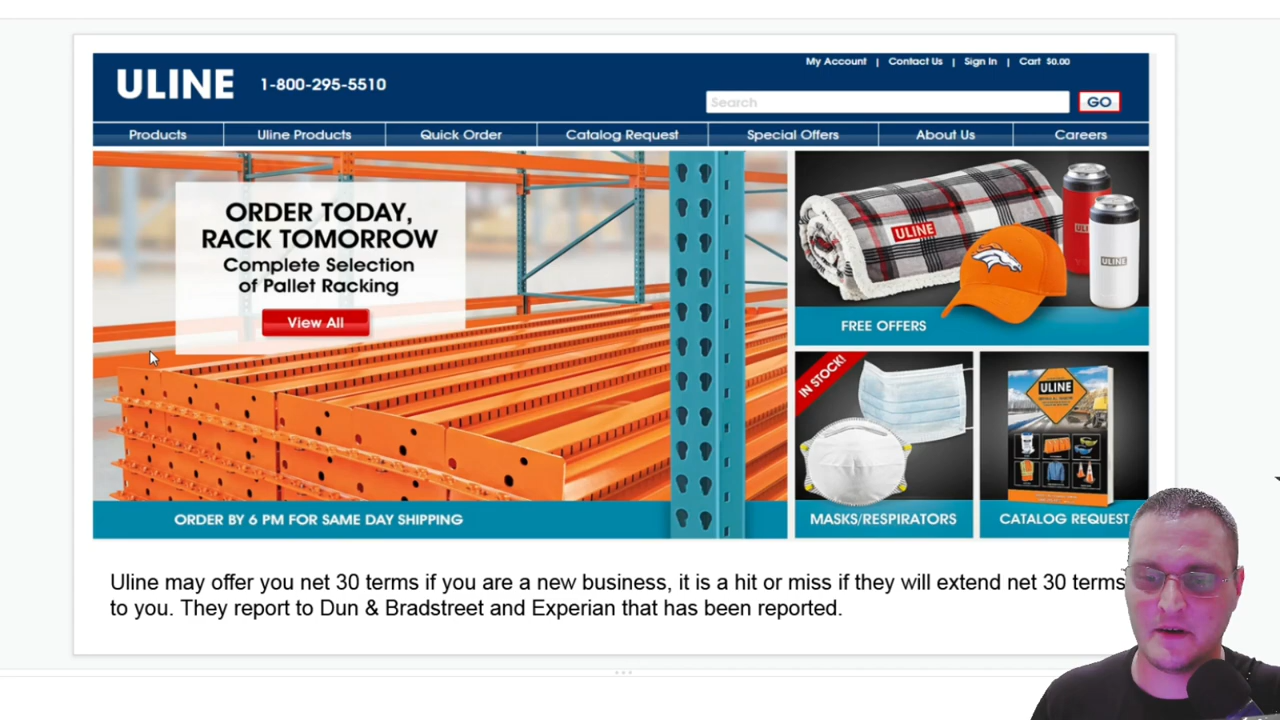 My Account | Contact Us | Sign In | Cart $0.00
ULINE 1-800-295-5510
Search GO
Products Uline Products Quick Order Catalog Request Special Offers About Us Careers
ORDER TODAY,
RACK TOMORROW
Complete Selection
of Pallet Racking
View All
ORDER BY 6 PM FOR SAME DAY SHIPPING
ULINE
ULINE
FREE OFFERS
IN STOCK!
MASKS/RESPIRATORS
ULINE
CATALOG REQUEST
Uline may offer you net 30 terms if you are a new business, it is a hit or miss if they will extend net 30 terms
to you. They report to Dun & Bradstreet and Experian that has been reported.